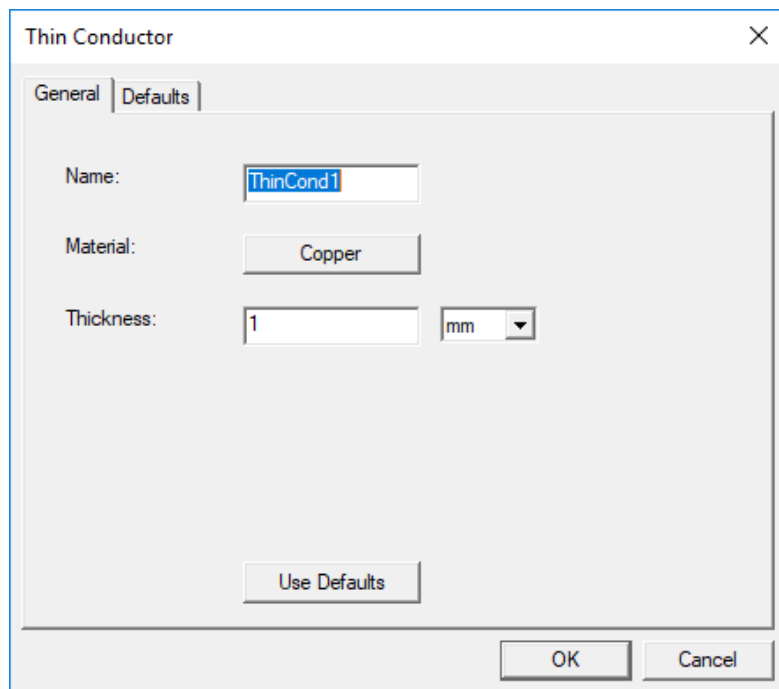 Thin Conductor
General Defaults
Name: ThinCond1
Material: Copper
Thickness: 1 mm
Use Defaults
OK Cancel